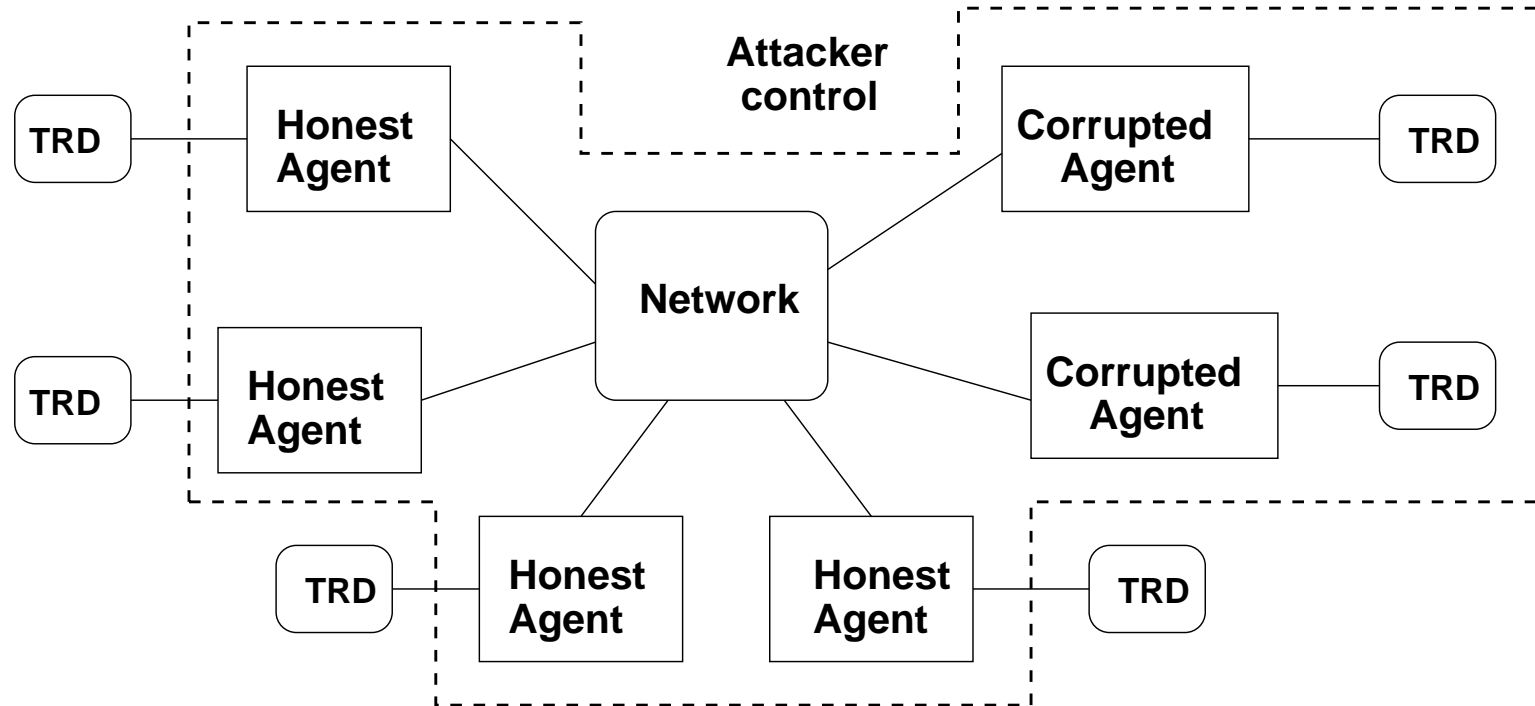 Attacker
control
TRD
Honest
Agent
Corrupted
Agent
TRD
Network
TRD
Honest
Agent
Corrupted
Agent
TRD
TRD
Honest
Agent
Honest
Agent
TRD